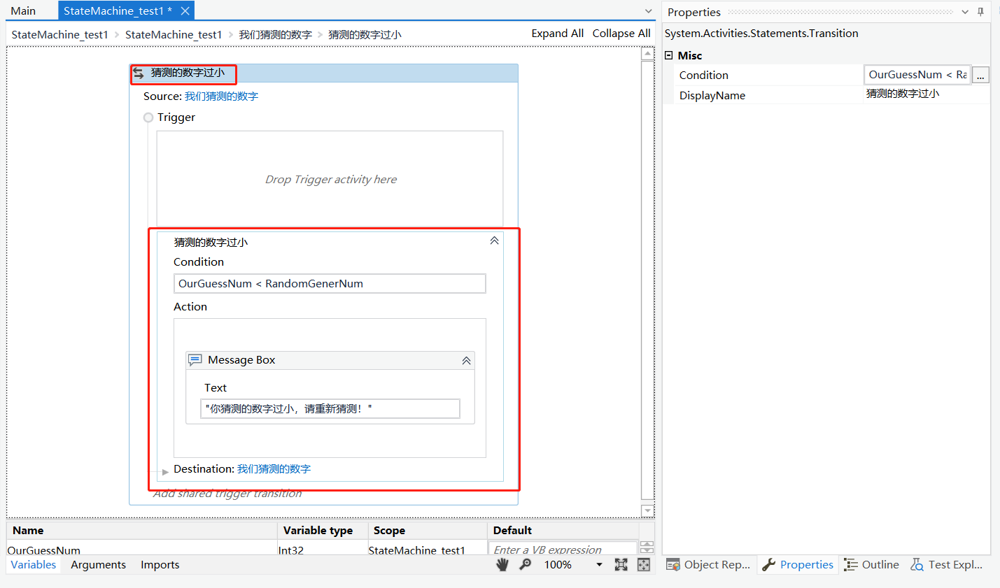 Main
StateMachine_test1 *
StateMachine_test1 > StateMachine_test1 > 我们猜测的数字 > 猜测的数字过小
Expand All Collapse All
猜测的数字过小
Source: 我们猜测的数字
Trigger
Drop Trigger activity here
猜测的数字过小
Condition
OurGuessNum < RandomGenerNum
Action
Message Box
Text
"你猜测的数字过小，请重新猜测！"
Destination: 我们猜测的数字
Add shared trigger transition
Name Variable type Scope Default
OurGuessNum Int32 StateMachine_test1 Enter a VB expression
Variables Arguments Imports
100%
Properties
System.Activities.Statements.Transition
Misc
Condition OurGuessNum < Ra ...
DisplayName 猜测的数字过小
Object Rep... Properties Outline Test Expl...